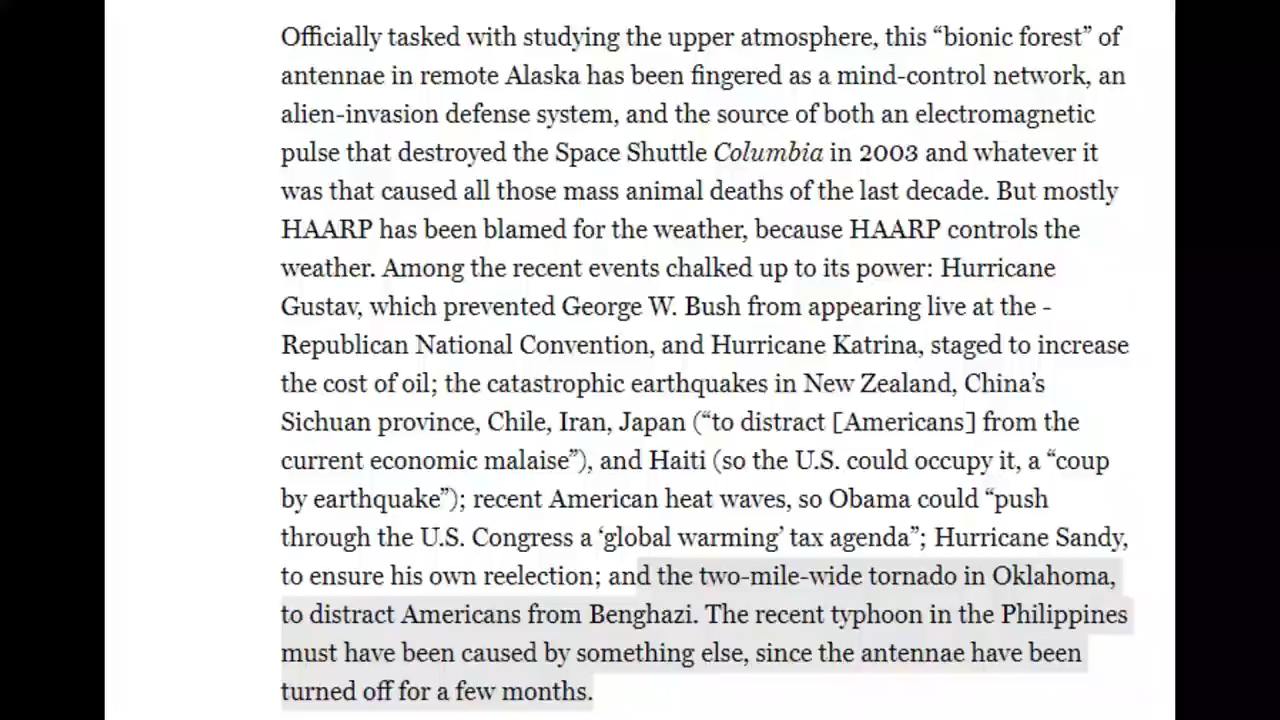 Officially tasked with studying the upper atmosphere, this “bionic forest” of
antennae in remote Alaska has been fingered as a mind-control network, an
alien-invasion defense system, and the source of both an electromagnetic
pulse that destroyed the Space Shuttle Columbia in 2003 and whatever it
was that caused all those mass animal deaths of the last decade. But mostly
HAARP has been blamed for the weather, because HAARP controls the
weather. Among the recent events chalked up to its power: Hurricane
Gustav, which prevented George W. Bush from appearing live at the -
Republican National Convention, and Hurricane Katrina, staged to increase
the cost of oil; the catastrophic earthquakes in New Zealand, China’s
Sichuan province, Chile, Iran, Japan (“to distract [Americans] from the
current economic malaise”), and Haiti (so the U.S. could occupy it, a “coup
by earthquake”); recent American heat waves, so Obama could “push
through the U.S. Congress a ‘global warming’ tax agenda”; Hurricane Sandy,
to ensure his own reelection; and the two-mile-wide tornado in Oklahoma,
to distract Americans from Benghazi. The recent typhoon in the Philippines
must have been caused by something else, since the antennae have been
turned off for a few months.